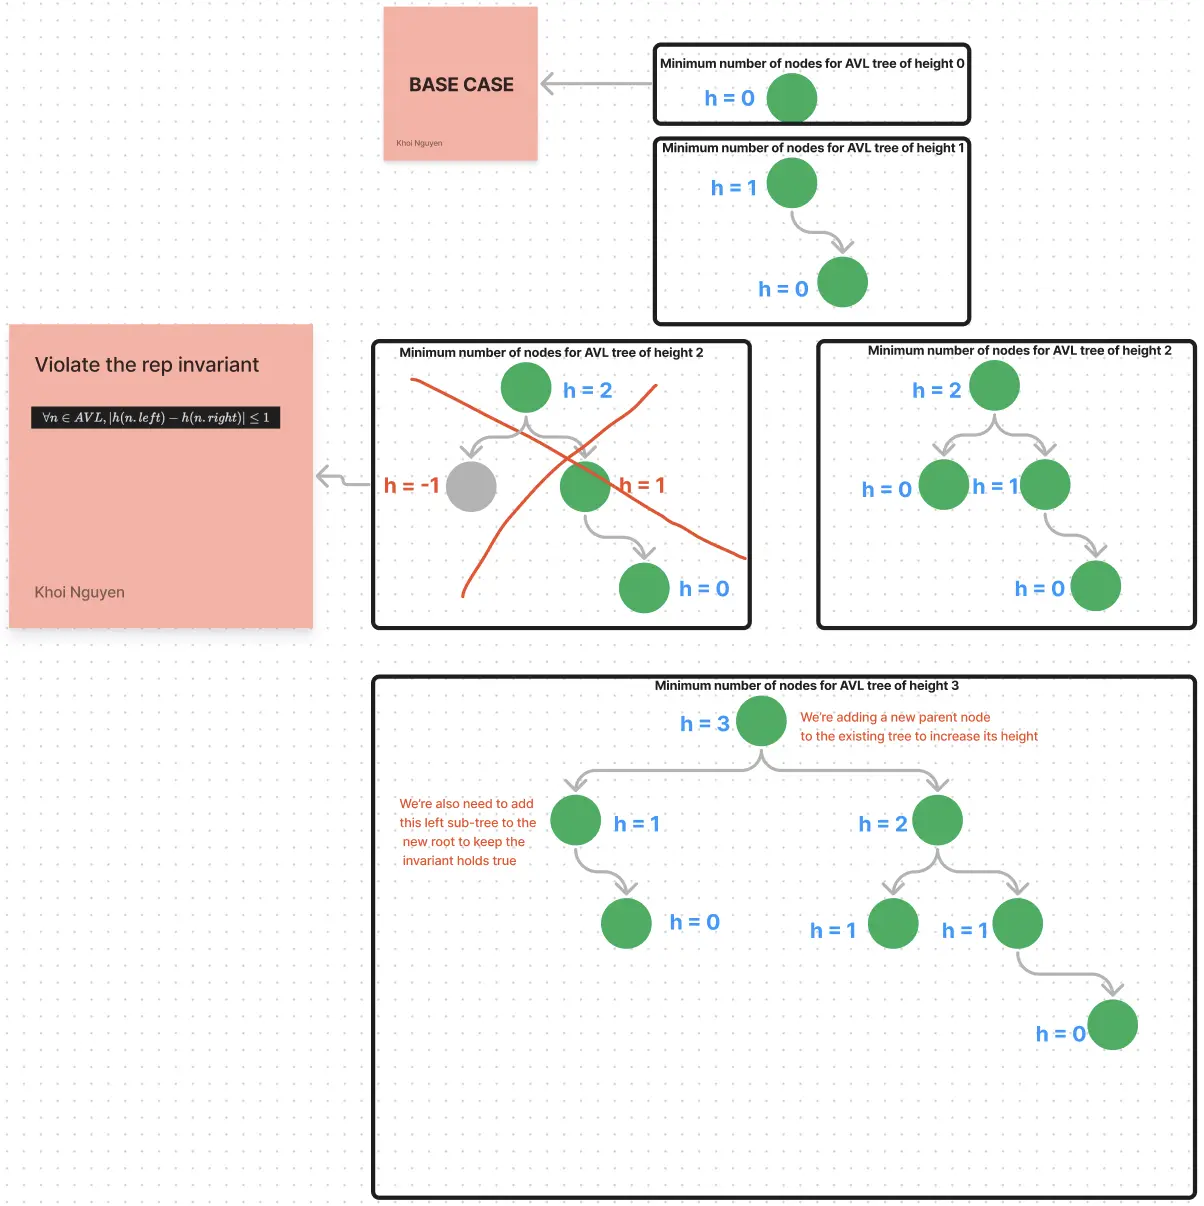 BASE CASE
Khoi Nguyen
Minimum number of nodes for AVL tree of height 0
h = 0
Minimum number of nodes for AVL tree of height 1
h = 1
h = 0
Violate the rep invariant
∀n ∈ AVL, |h(n.left) − h(n.right)| ≤ 1
Khoi Nguyen
Minimum number of nodes for AVL tree of height 2
h = 2
h = -1
h = 1
h = 0
Minimum number of nodes for AVL tree of height 2
h = 2
h = 0
h = 1
h = 0
Minimum number of nodes for AVL tree of height 3
h = 3
We're adding a new parent node
to the existing tree to increase its height
We're also need to add
this left sub-tree to the
new root to keep the
invariant holds true
h = 1
h = 2
h = 0
h = 1
h = 1
h = 0